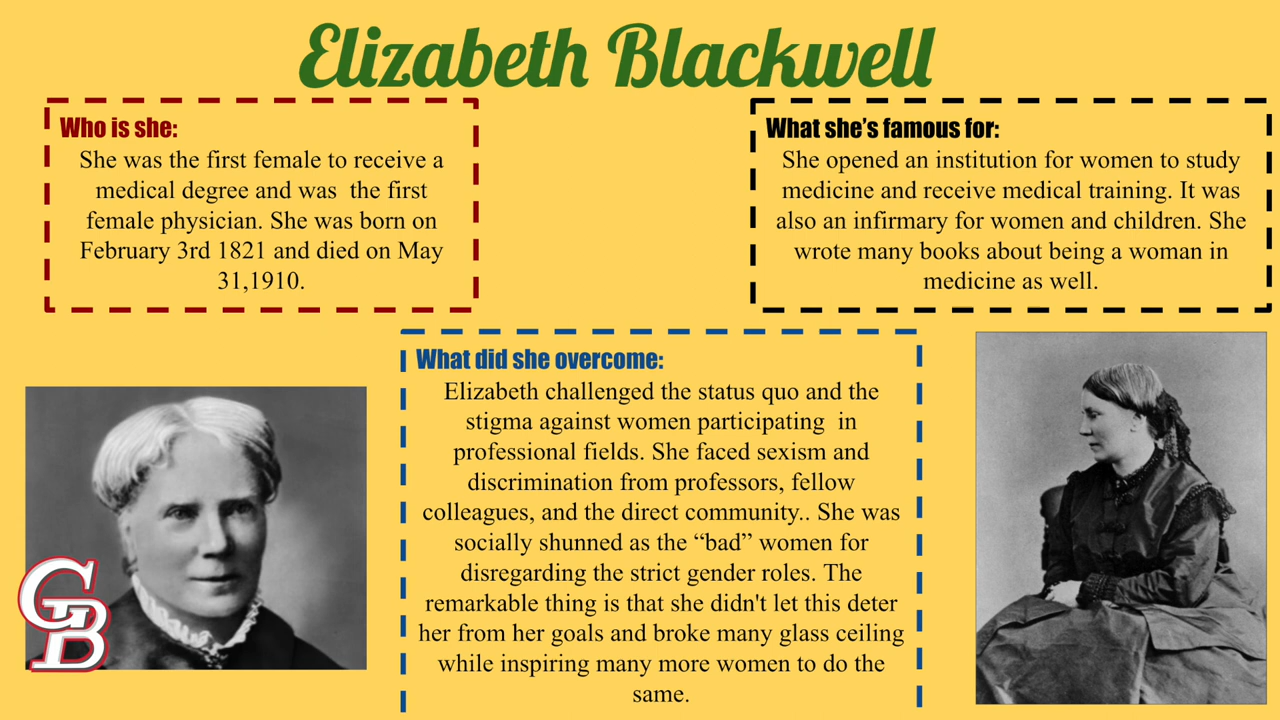 Elizabeth Blackwell
Who is she:
She was the first female to receive a
medical degree and was  the first
female physician. She was born on
February 3rd 1821 and died on May
31,1910.
What she's famous for:
She opened an institution for women to study
medicine and receive medical training. It was
also an infirmary for women and children. She
wrote many books about being a woman in
medicine as well.
What did she overcome:
Elizabeth challenged the status quo and the
stigma against women participating  in
professional fields. She faced sexism and
discrimination from professors, fellow
colleagues, and the direct community.. She was
socially shunned as the “bad” women for
disregarding the strict gender roles. The
remarkable thing is that she didn't let this deter
her from her goals and broke many glass ceiling
while inspiring many more women to do the
same.
GB